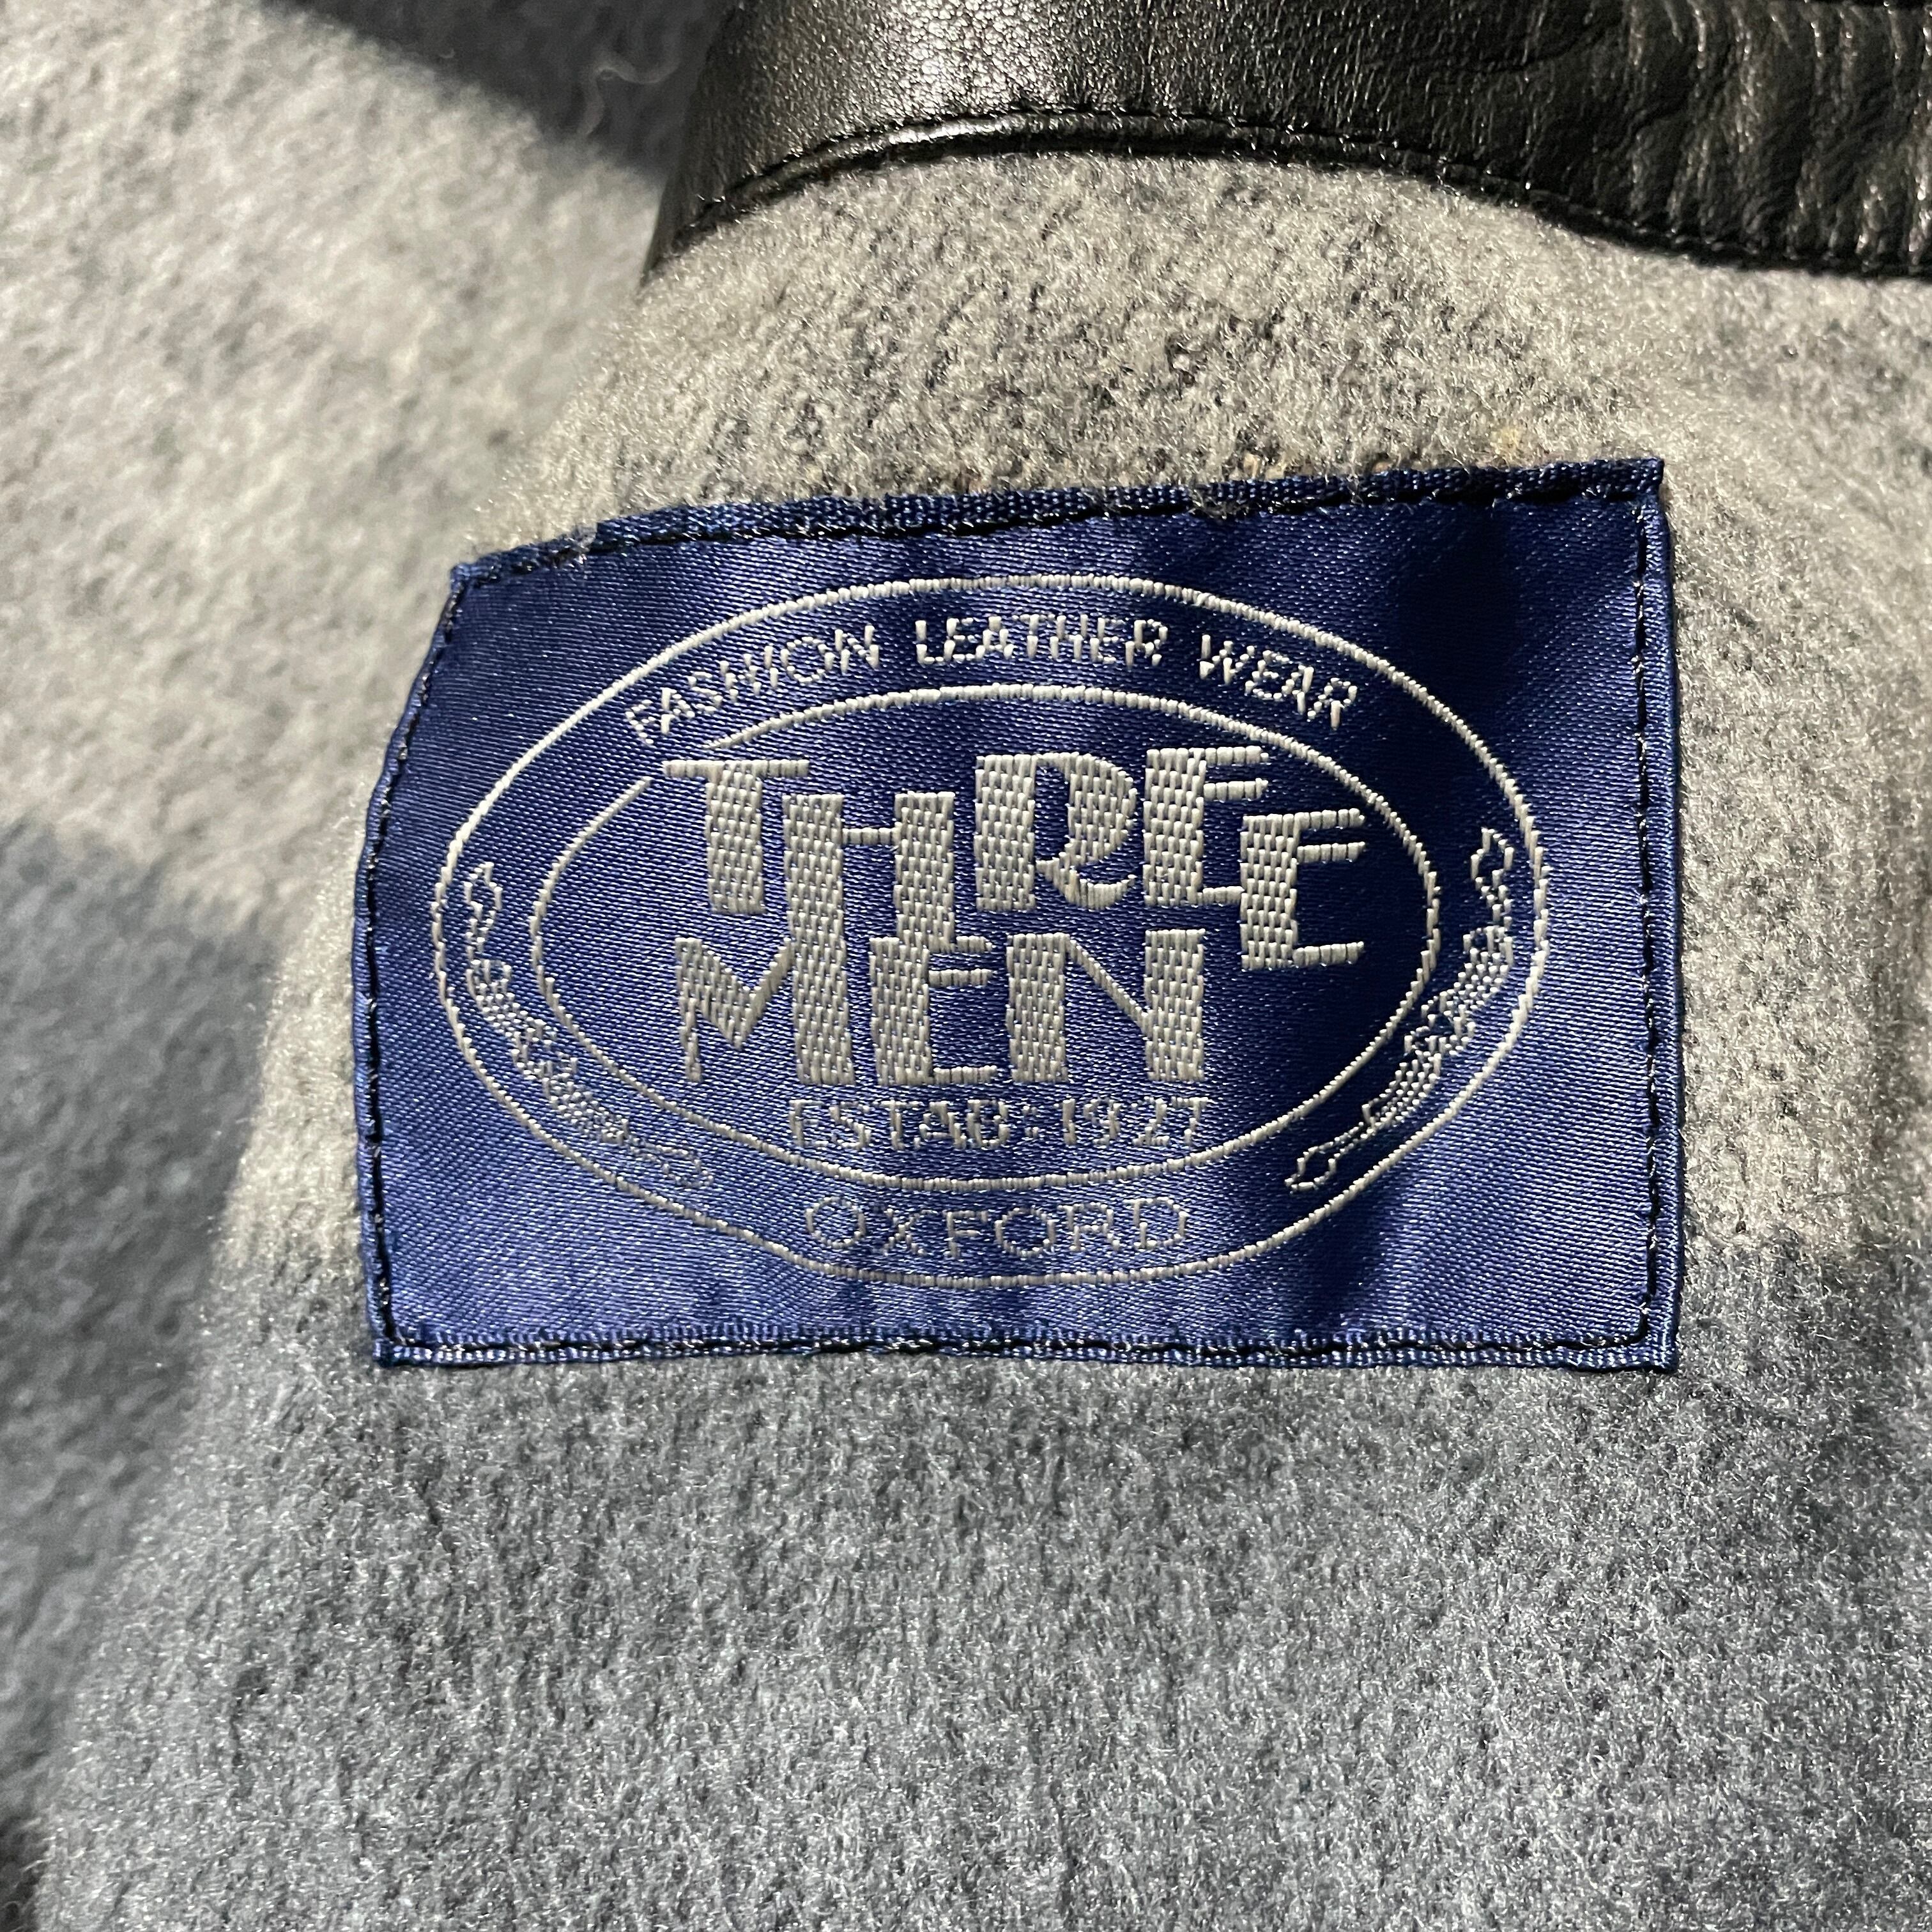 FASHION LEATHER WEAR
THREE
MEN
ESTAB:1927
OXFORD